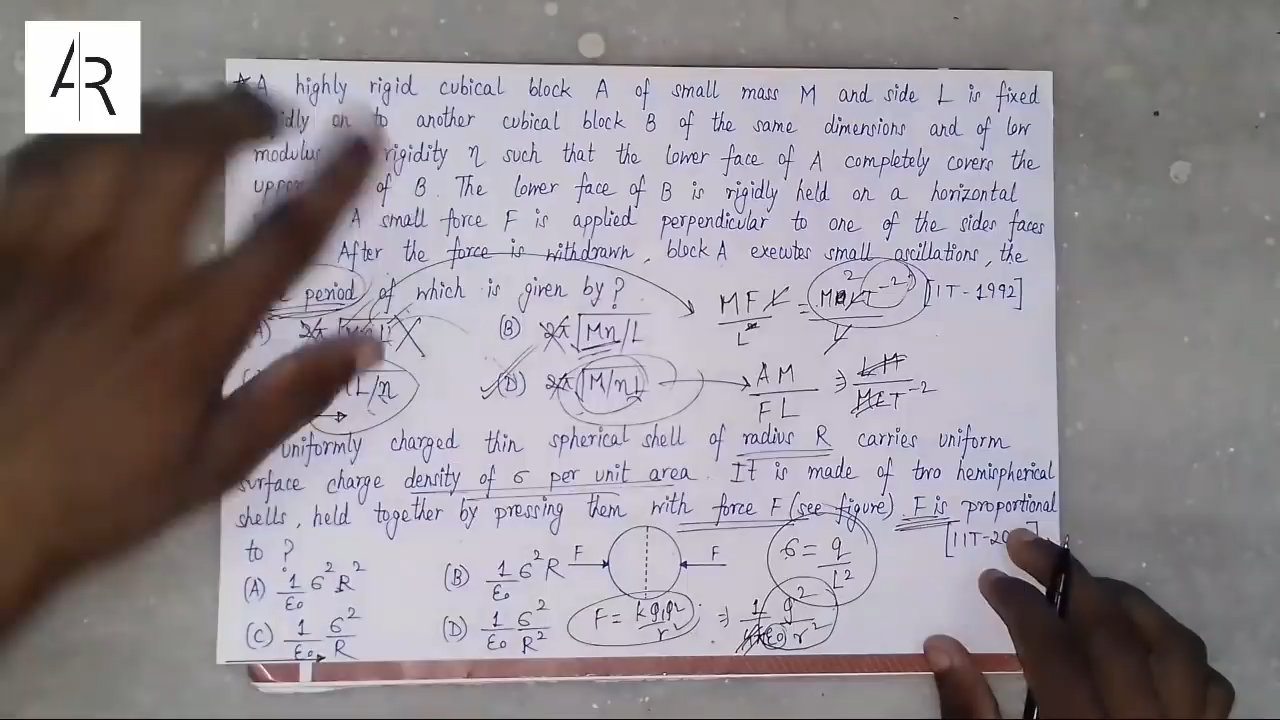 AR
A highly rigid cubical block A of small mass M and side L is fixed
on to another cubical block B of the same dimensions and of low
modulus rigidity η such that the lower face of A completely covers the
of B. The lower face of B is rigidly held on a horizontal
A small force F is applied perpendicular to one of the sides faces
After the force is withdrawn, block A executes small oscillations, the
period of which is given by? [IIT-1992]
(B) 2π √Mη/L
L/η (D) 2π √M/ηL
AM/FL ⇒ LM/MLT⁻²
uniformly charged thin spherical shell of radius R carries uniform
surface charge density of σ per unit area. It is made of two hemispherical
shells, held together by pressing them with force F (see figure). F is proportional
to?
(A) 1/ε₀ σ² R² (B) 1/ε₀ σ² R F F σ = q/L²
(C) 1/ε₀ σ²/R (D) 1/ε₀ σ²/R² F = kq₁q₂/r² ⇒ q²/r²